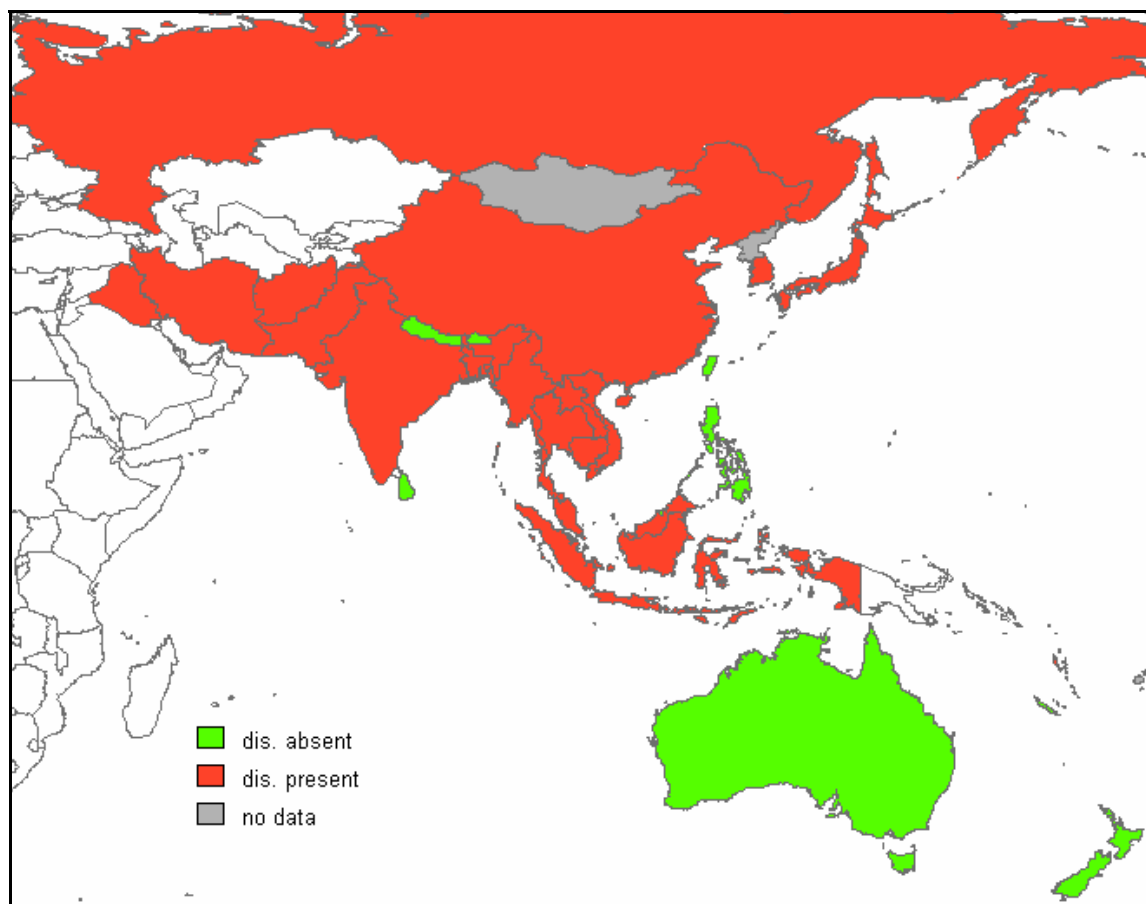 dis. absent
dis. present
no data